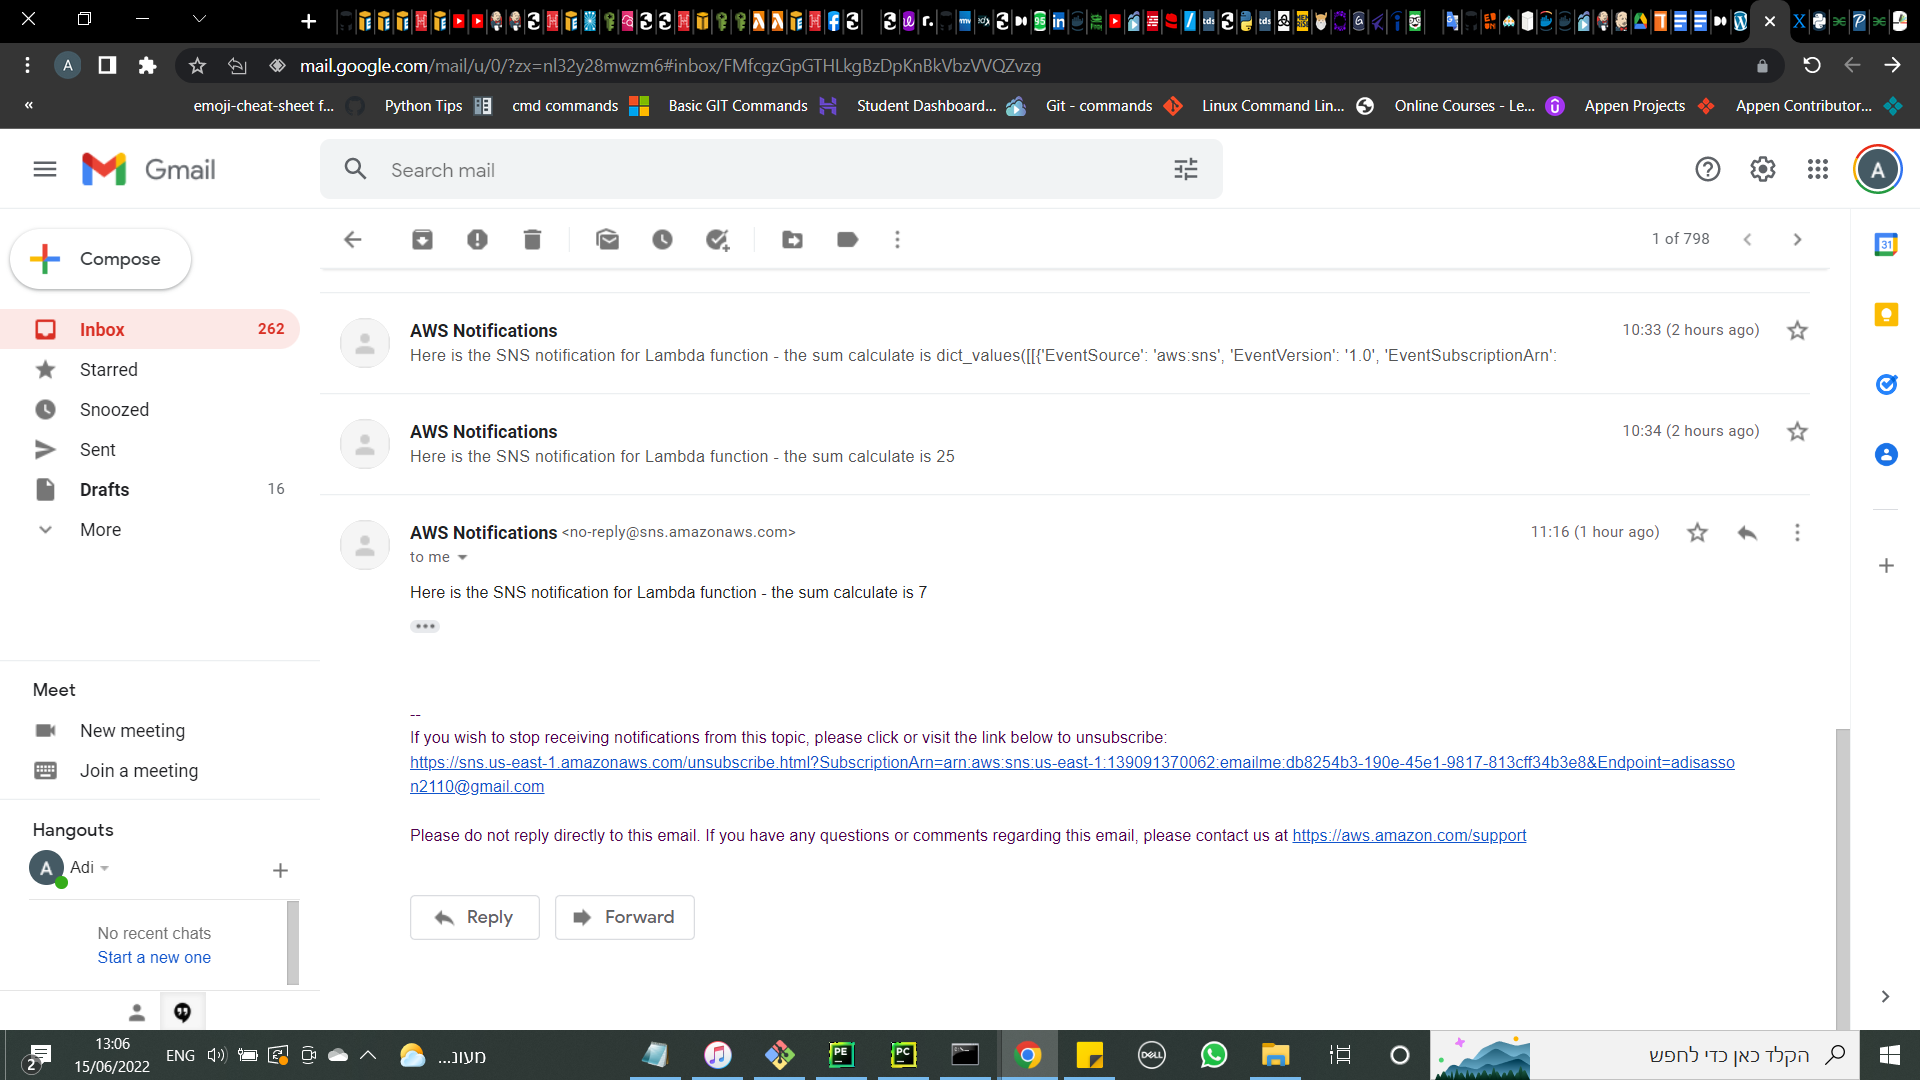 mail.google.com/mail/u/0/?zx=nl32y28mwzm6#inbox/FMfcgzGpGTHLkgBzDpKnBkVbzVVQZvzg
A
«
emoji-cheat-sheet f...
Python Tips
cmd commands
Basic GIT Commands
Student Dashboard...
Git - commands
Linux Command Lin...
Online Courses - Le...
Appen Projects
Appen Contributor...
Gmail
Search mail
A
Compose
1 of 798
31
Inbox 262
Starred
Snoozed
Sent
Drafts 16
More
AWS Notifications 10:33 (2 hours ago)
Here is the SNS notification for Lambda function - the sum calculate is dict_values([[{'EventSource': 'aws:sns', 'EventVersion': '1.0', 'EventSubscriptionArn':
AWS Notifications 10:34 (2 hours ago)
Here is the SNS notification for Lambda function - the sum calculate is 25
AWS Notifications <no-reply@sns.amazonaws.com> 11:16 (1 hour ago)
to me
Here is the SNS notification for Lambda function - the sum calculate is 7
--
If you wish to stop receiving notifications from this topic, please click or visit the link below to unsubscribe:
https://sns.us-east-1.amazonaws.com/unsubscribe.html?SubscriptionArn=arn:aws:sns:us-east-1:139091370062:emailme:db8254b3-190e-45e1-9817-813cff34b3e8&Endpoint=adisasso
n2110@gmail.com
Please do not reply directly to this email. If you have any questions or comments regarding this email, please contact us at https://aws.amazon.com/support
Reply
Forward
Meet
New meeting
Join a meeting
Hangouts
A Adi
No recent chats
Start a new one
2
13:06
15/06/2022
ENG
מעונ...
PE
PC
DELL
הקלד כאן כדי לחפש